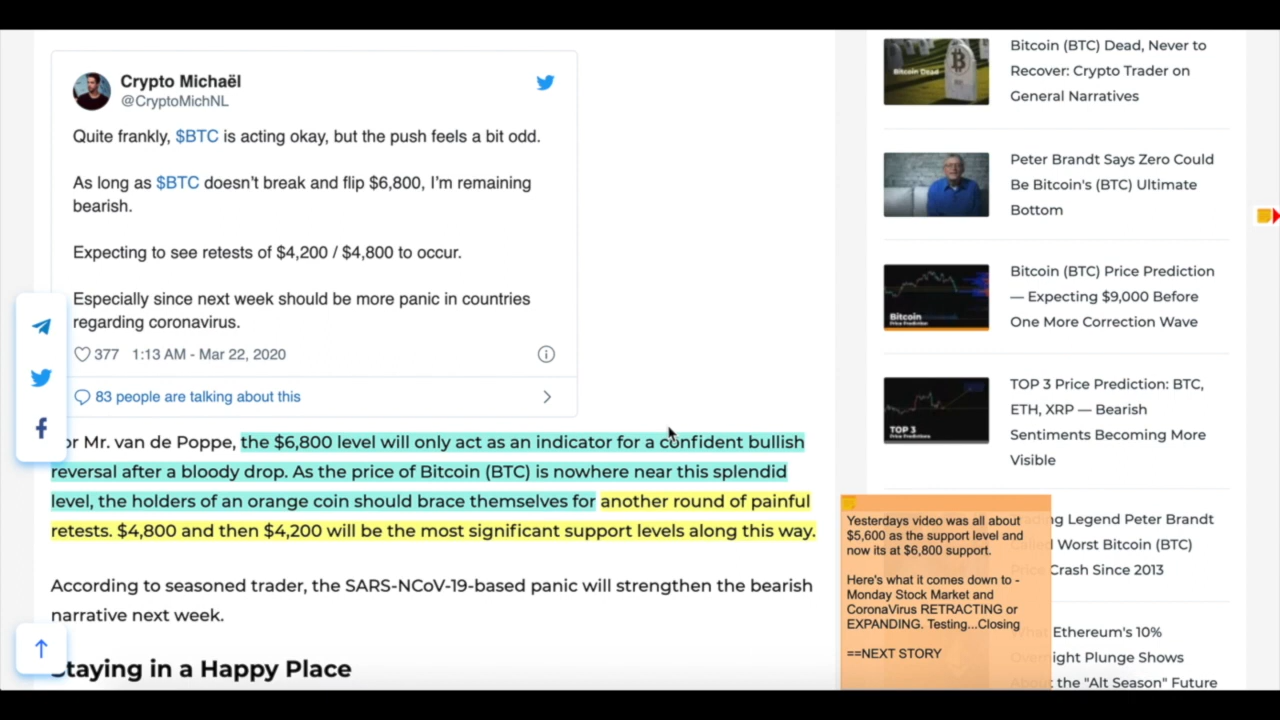 Crypto Michaël
@CryptoMichNL
Quite frankly, $BTC is acting okay, but the push feels a bit odd.
As long as $BTC doesn't break and flip $6,800, I'm remaining
bearish.
Expecting to see retests of $4,200 / $4,800 to occur.
Especially since next week should be more panic in countries
regarding coronavirus.
377 1:13 AM - Mar 22, 2020
83 people are talking about this
or Mr. van de Poppe, the $6,800 level will only act as an indicator for a confident bullish
reversal after a bloody drop. As the price of Bitcoin (BTC) is nowhere near this splendid
level, the holders of an orange coin should brace themselves for another round of painful
retests. $4,800 and then $4,200 will be the most significant support levels along this way.
According to seasoned trader, the SARS-NCoV-19-based panic will strengthen the bearish
narrative next week.
Staying in a Happy Place
Bitcoin Dead
Bitcoin (BTC) Dead, Never to
Recover: Crypto Trader on
General Narratives
Peter Brandt Says Zero Could
Be Bitcoin's (BTC) Ultimate
Bottom
Bitcoin
Price Prediction
Bitcoin (BTC) Price Prediction
— Expecting $9,000 Before
One More Correction Wave
TOP 3
Price Predictions
TOP 3 Price Prediction: BTC,
ETH, XRP — Bearish
Sentiments Becoming More
Visible
Legend Peter Brandt
Worst Bitcoin (BTC)
Crash Since 2013
Ethereum's 10%
Plunge Shows
the "Alt Season" Future
Yesterdays video was all about
$5,600 as the support level and
now its at $6,800 support.
Here's what it comes down to -
Monday Stock Market and
CoronaVirus RETRACTING or
EXPANDING. Testing...Closing
==NEXT STORY